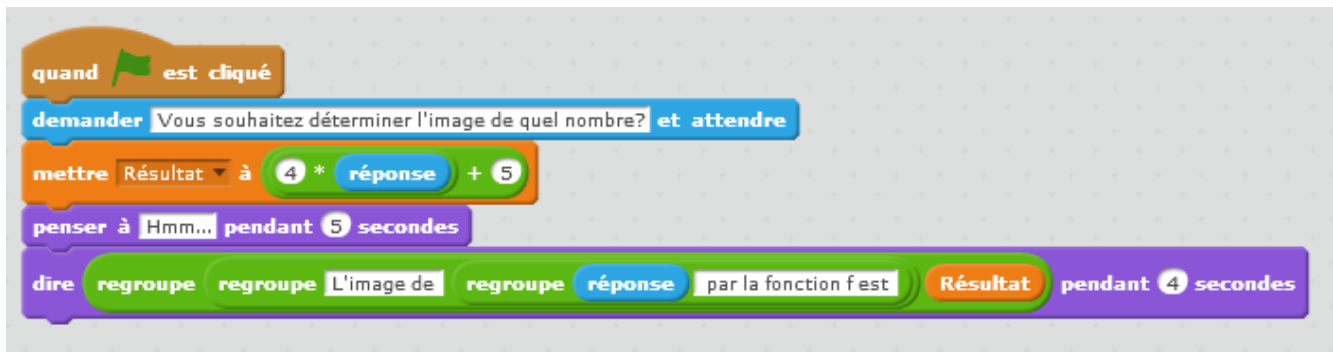 quand est cliqué
demander Vous souhaitez déterminer l'image de quel nombre? et attendre
mettre Résultat à 4 * réponse + 5
penser à Hmm... pendant 5 secondes
dire regroupe regroupe L'image de regroupe réponse par la fonction f est Résultat pendant 4 secondes